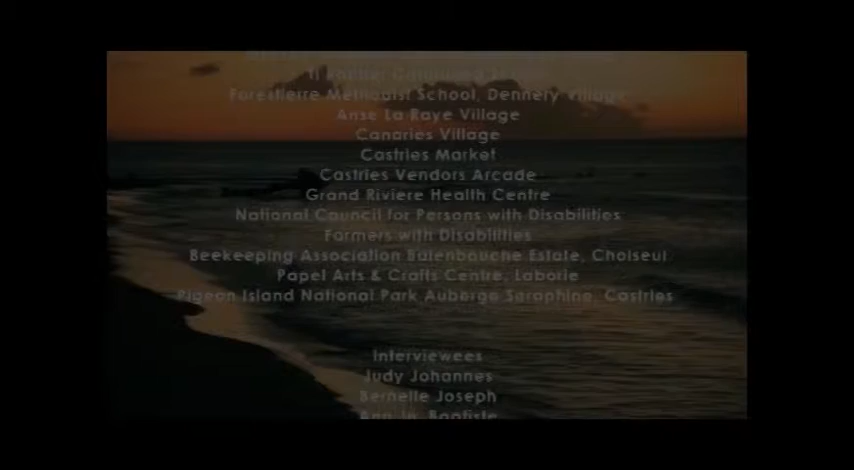 Forestierre Methodist School, Dennery Village
Anse La Raye Village
Canaries Village
Castries Market
Castries Vendors Arcade
Grand Riviere Health Centre
National Council for Persons with Disabilities
Farmers with Disabilities
Beekeeping Association Balenbouche Estate, Choiseul
Papel Arts & Crafts Centre, Laborie
Pigeon Island National Park Auberge Seraphine, Castries
Interviewees
Judy Johannes
Bernelle Joseph
Baptiste